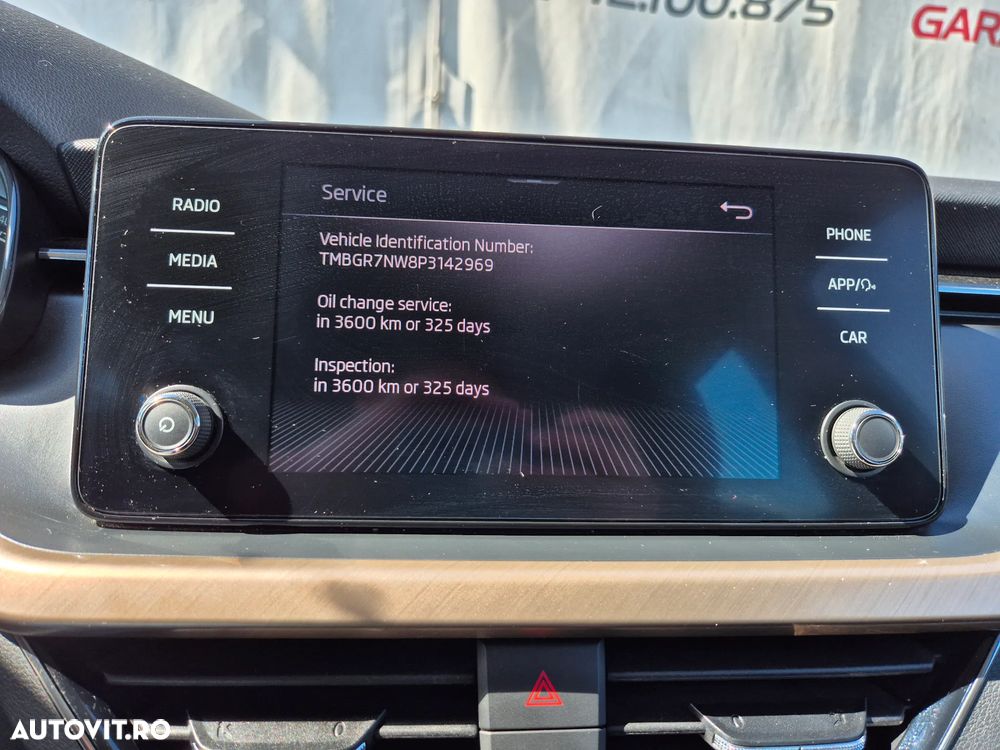 GAR
RADIO
MEDIA
MENU
Service
Vehicle Identification Number:
TMBGR7NW8P3142969
Oil change service:
in 3600 km or 325 days
Inspection:
in 3600 km or 325 days
PHONE
APP/
CAR
AUTOVIT.RO